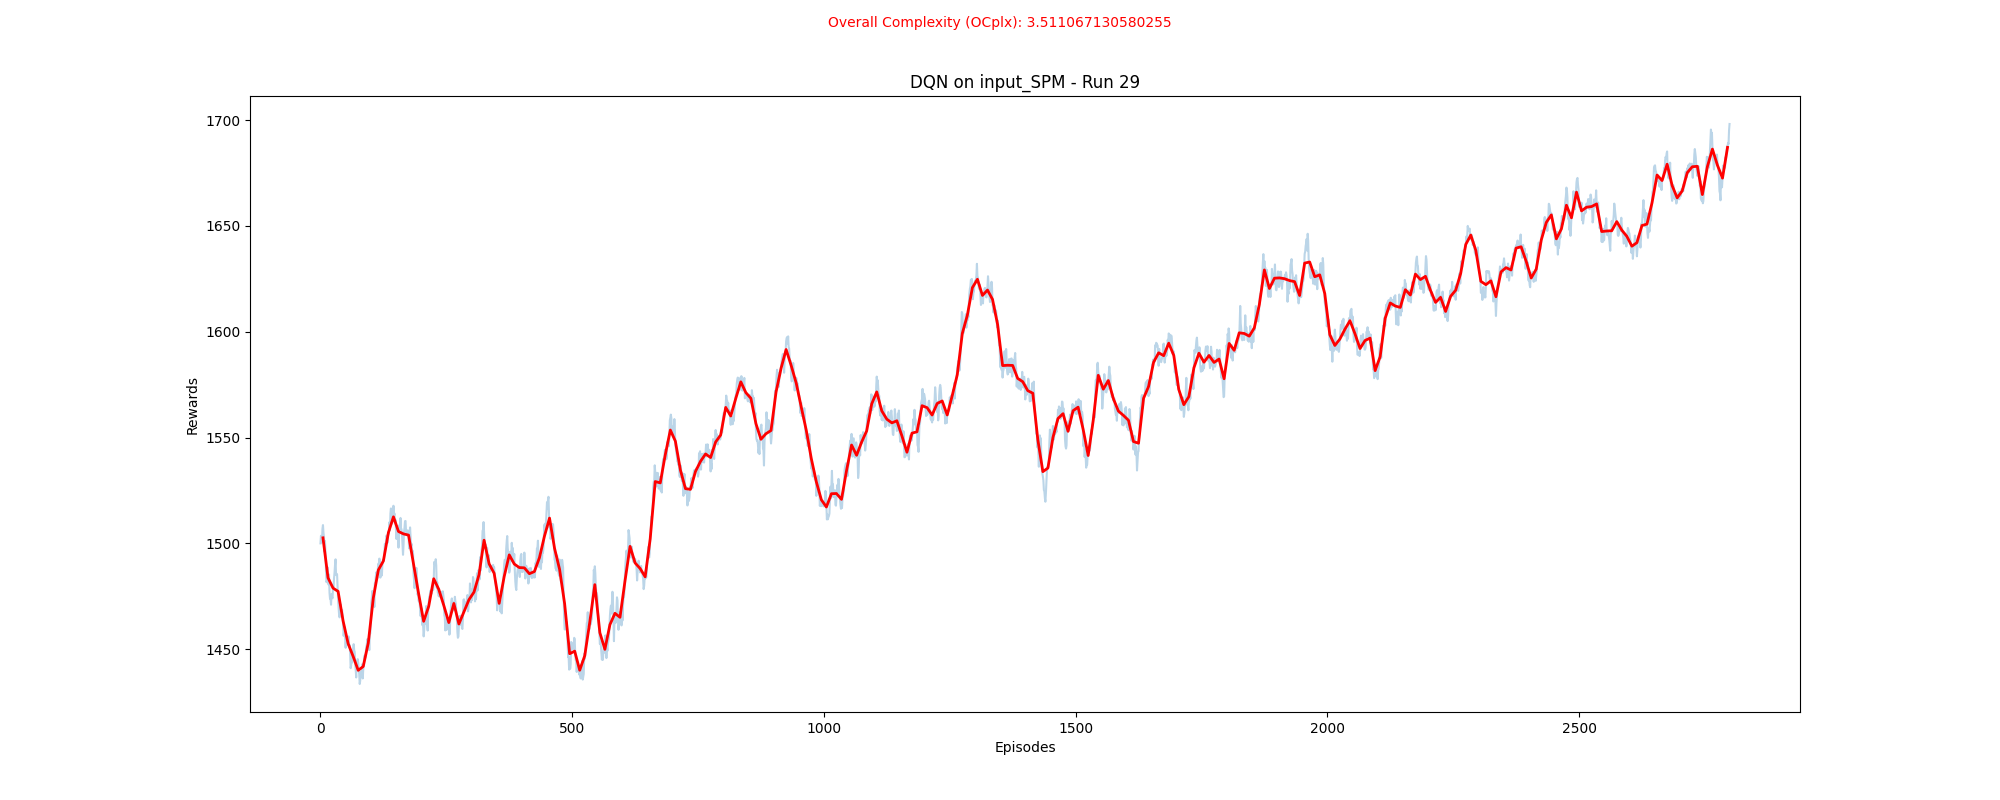 Overall Complexity (OCplx): 3.511067130580255
DQN on input_SPM - Run 29
1700
1650
1600
1550
1500
1450
Rewards
0 500 1000 1500 2000 2500
Episodes